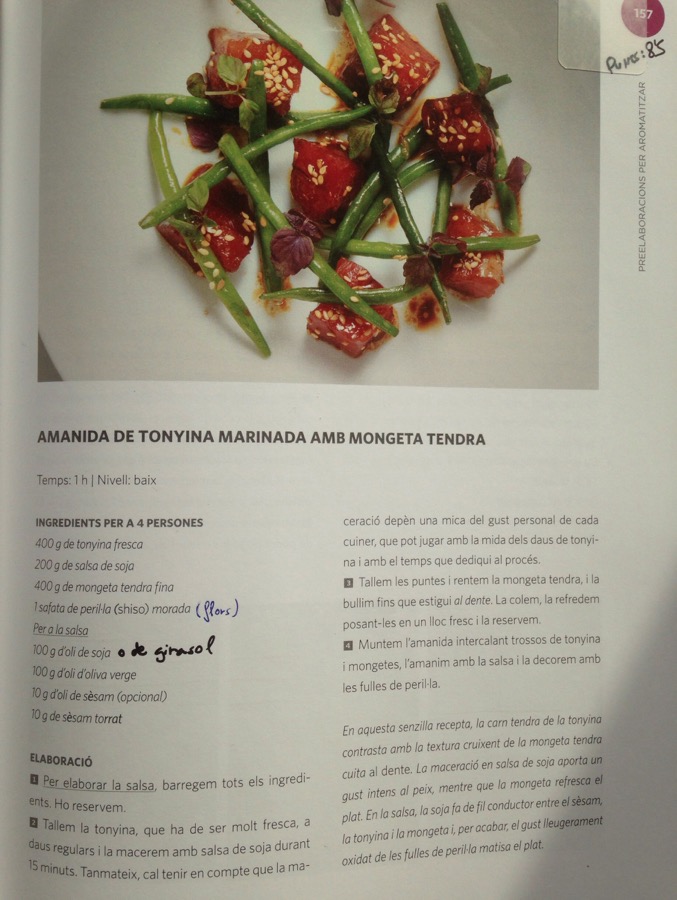 157
Punts: 85
PREELABORACIONS PER AROMATITZAR
AMANIDA DE TONYINA MARINADA AMB MONGETA TENDRA
Temps: 1 h | Nivell: baix
INGREDIENTS PER A 4 PERSONES
400 g de tonyina fresca
200 g de salsa de soja
400 g de mongeta tendra fina
1 safata de peril·la (shiso) morada (flors)
Per a la salsa
100 g d'oli de soja o de girasol
100 g d'oli d'oliva verge
10 g d'oli de sèsam (opcional)
10 g de sèsam torrat
ELABORACIÓ
1 Per elaborar la salsa, barregem tots els ingredi-
ents. Ho reservem.
2 Tallem la tonyina, que ha de ser molt fresca, a
daus regulars i la macerem amb salsa de soja durant
15 minuts. Tanmateix, cal tenir en compte que la ma-
ceració depèn una mica del gust personal de cada
cuiner, que pot jugar amb la mida dels daus de tonyi-
na i amb el temps que dediqui al procés.
3 Tallem les puntes i rentem la mongeta tendra, i la
bullim fins que estigui al dente. La colem, la refredem
posant-les en un lloc fresc i la reservem.
4 Muntem l'amanida intercalant trossos de tonyina
i mongetes, l'amanim amb la salsa i la decorem amb
les fulles de peril·la.
En aquesta senzilla recepta, la carn tendra de la tonyina
contrasta amb la textura cruixent de la mongeta tendra
cuita al dente. La maceració en salsa de soja aporta un
gust intens al peix, mentre que la mongeta refresca el
plat. En la salsa, la soja fa de fil conductor entre el sèsam,
la tonyina i la mongeta i, per acabar, el gust lleugerament
oxidat de les fulles de peril·la matisa el plat.